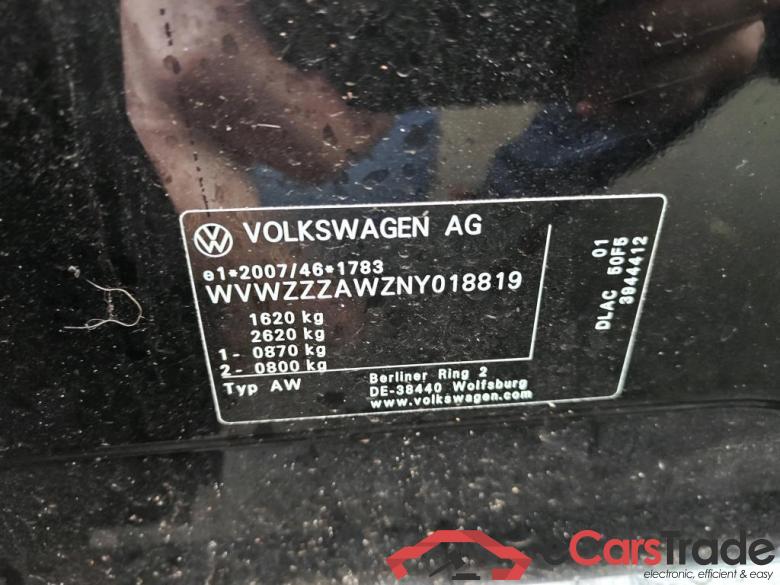 VOLKSWAGEN AG
e1*2007/46*1783
WVWZZZAWZNY018819
1620 kg
2620 kg
1- 0870 kg
2- 0800 kg
Typ AW
Berliner Ring 2
DE-38440 Wolfsburg
www.volkswagen.com
01
DLAC 50F5
3944412
eCarsTrade
electronic, efficient & easy